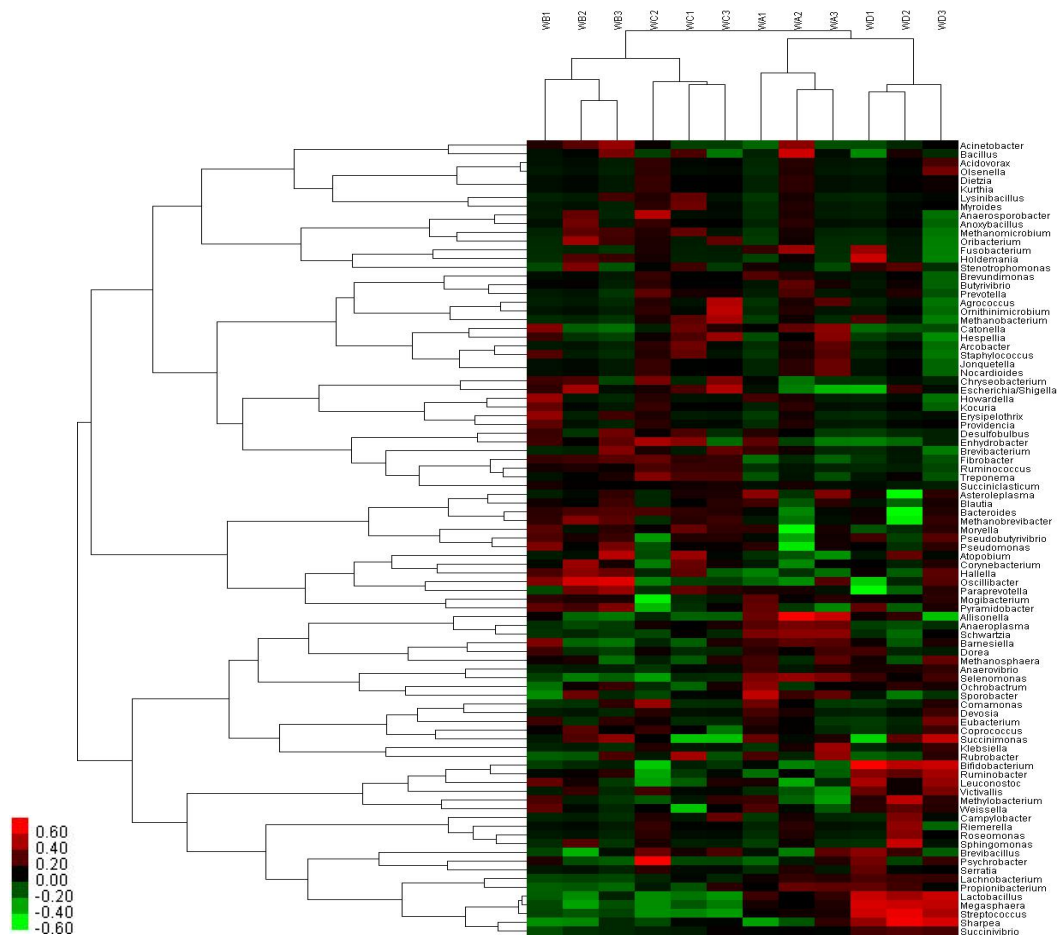 WB1 WB2 WB3 WC2 WC1 WC3 WA1 WA2 WA3 WD1 WD2 WD3
Acinetobacter
Bacillus
Acidovorax
Olsenella
Dietzia
Kurthia
Lysinibacillus
Myroides
Anaerosporobacter
Anoxybacillus
Methanomicrobium
Oribacterium
Fusobacterium
Holdemania
Stenotrophomonas
Brevundimonas
Butyrivibrio
Prevotella
Agrococcus
Ornithinimicrobium
Methanobacterium
Catonella
Hespellia
Arcobacter
Staphylococcus
Jonquetella
Nocardioides
Chryseobacterium
Escherichia/Shigella
Howardella
Kocuria
Erysipelothrix
Providencia
Desulfobulbus
Enhydrobacter
Brevibacterium
Fibrobacter
Ruminococcus
Treponema
Succiniclasticum
Asteroleplasma
Blautia
Bacteroides
Methanobrevibacter
Moryella
Pseudobutyrivibrio
Pseudomonas
Atopobium
Corynebacterium
Hallella
Oscillibacter
Paraprevotella
Mogibacterium
Pyramidobacter
Allisonella
Anaeroplasma
Schwartzia
Barnesiella
Dorea
Methanosphaera
Anaerovibrio
Selenomonas
Ochrobactrum
Sporobacter
Comamonas
Devosia
Eubacterium
Coprococcus
Succinimonas
Klebsiella
Rubrobacter
Bifidobacterium
Ruminobacter
Leuconostoc
Victivallis
Methylobacterium
Weissella
Campylobacter
Riemerella
Roseomonas
Sphingomonas
Brevibacillus
Psychrobacter
Serratia
Lachnobacterium
Propionibacterium
Lactobacillus
Megasphaera
Streptococcus
Sharpea
Succinivibrio
0.60
0.40
0.20
0.00
-0.20
-0.40
-0.60